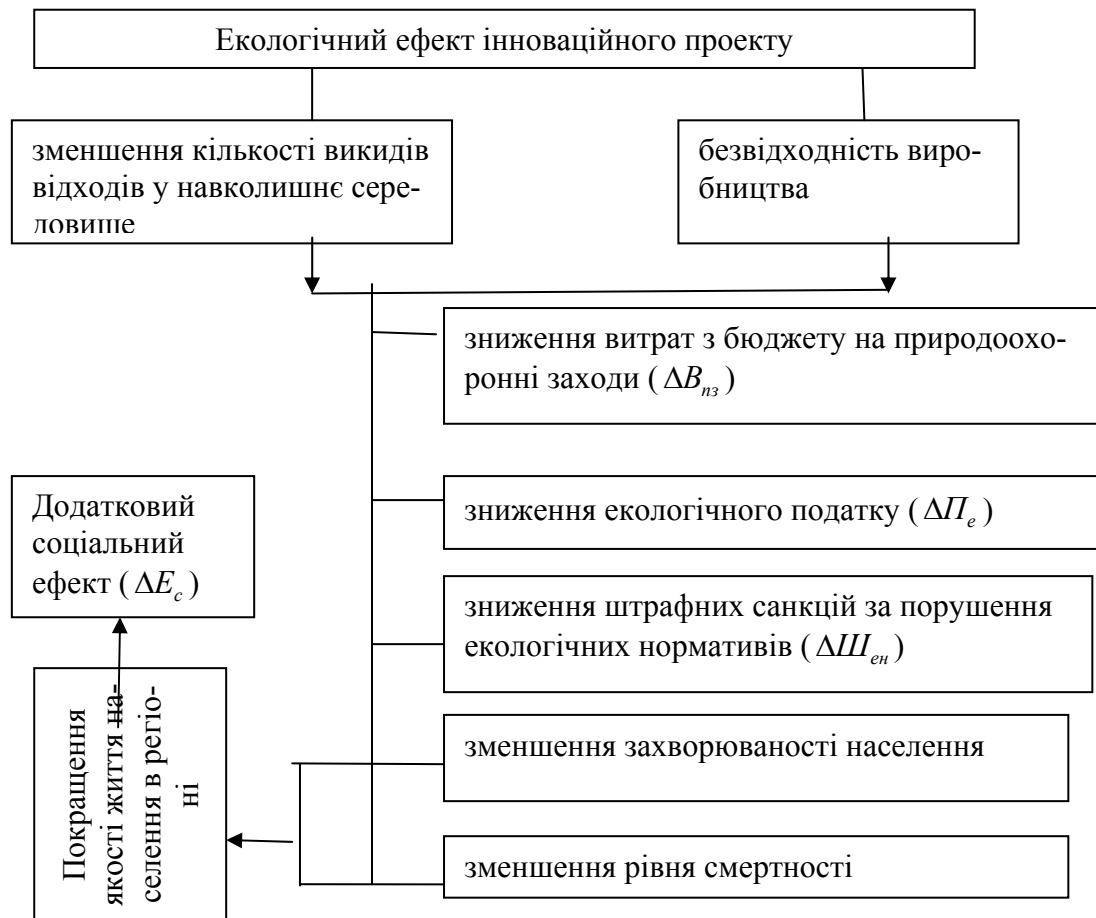 Екологічний ефект інноваційного проекту
зменшення кількості викидів
відходів у навколишнє сере-
довище
безвідходність виро-
бництва
зниження витрат з бюджету на природоохо-
ронні заходи (ΔВпз)
Додатковий
соціальний
ефект (ΔЕс)
зниження екологічного податку (ΔПе)
зниження штрафних санкцій за порушення
екологічних нормативів (ΔШен)
Покращення
якості життя на-
селення в регіо-
ні
зменшення захворюваності населення
зменшення рівня смертності